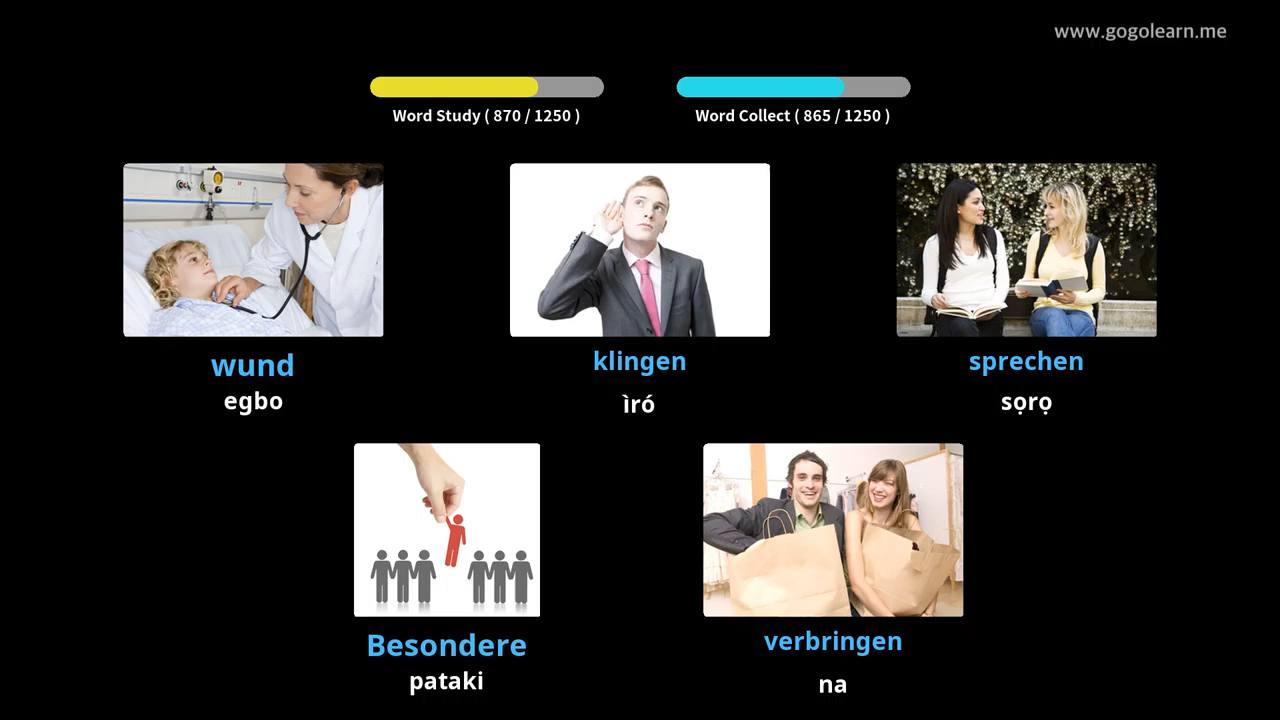 www.gogolearn.me
Word Study ( 870 / 1250 )
Word Collect ( 865 / 1250 )
wund
egbo
klingen
ìró
sprechen
sọrọ
Besondere
pataki
verbringen
na